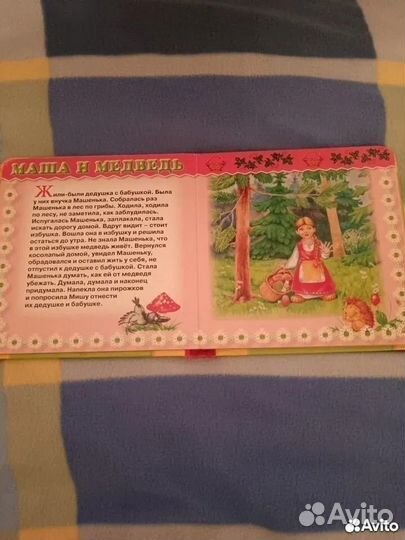 МАША И МЕДВЕДЬ
Жили-были дедушка с бабушкой. Была
у них внучка Машенька. Собралась раз
Машенька в лес по грибы. Ходила, ходила
по лесу, не заметила, как заблудилась.
Испугалась Машенька, заплакала, стала
искать дорогу домой. Вдруг видит – стоит
избушка. Вошла она в избушку и решила
остаться до утра. Не знала Машенька, что
в этой избушке медведь живёт. Вернулся
косолапый домой, увидел Машеньку,
обрадовался и оставил жить у себя, не
отпустил к дедушке с бабушкой. Стала
Машенька думать, как ей от медведя
убежать. Думала, думала и наконец
придумала. Напекла она пирожков
и попросила Мишу отнести
их дедушке и бабушке.
Avito
Avito